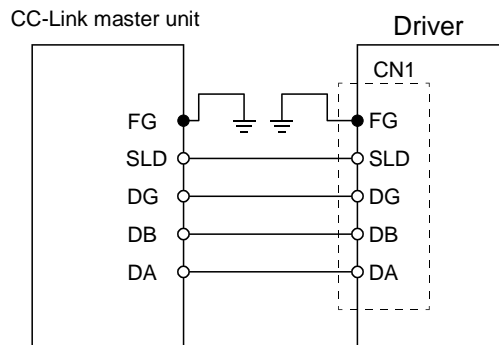 CC-Link master unit
Driver
CN1
FG
FG
SLD
SLD
DG
DG
DB
DB
DA
DA